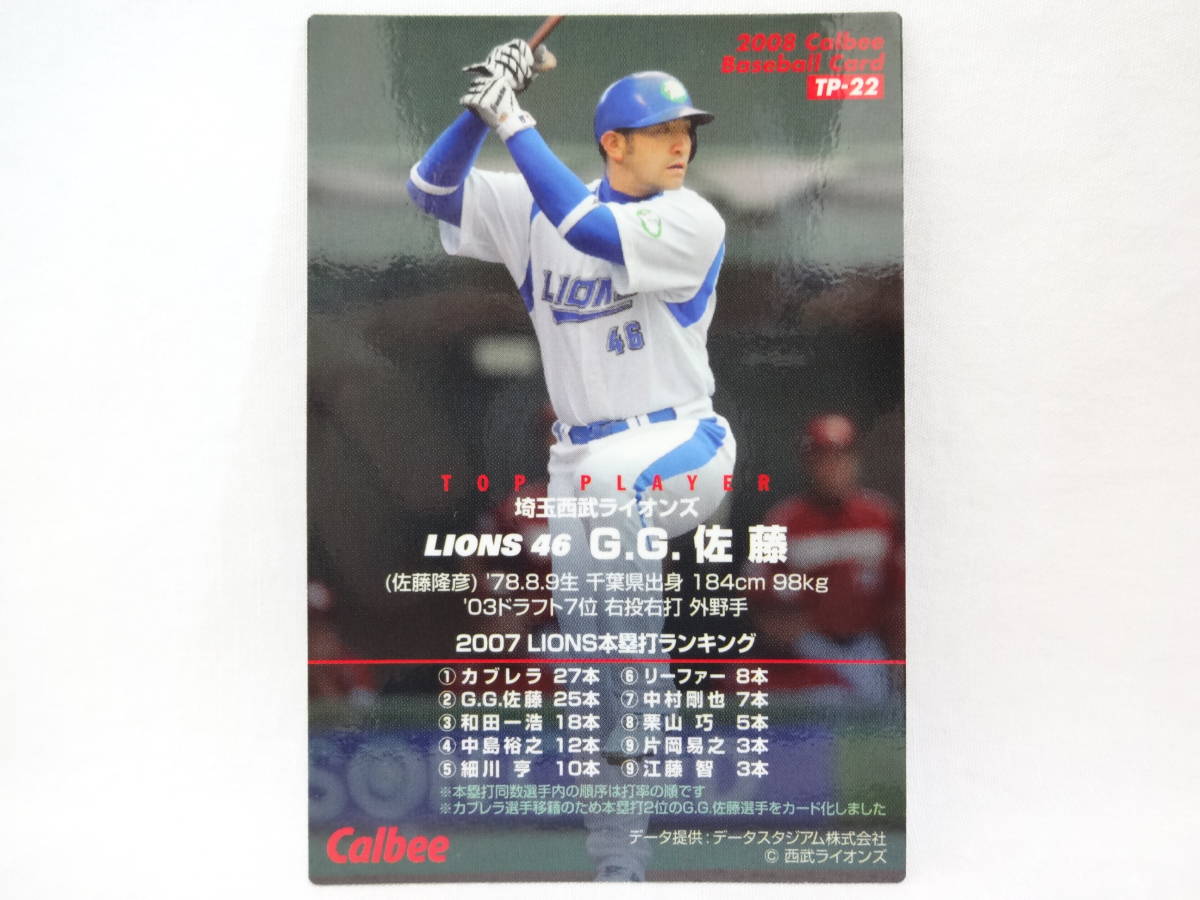 2008 Calbee
Baseball Card
TP-22
LIONS
46
TOP PLAYER
埼玉西武ライオンズ
LIONS 46 G.G.佐藤
(佐藤隆彦) '78.8.9生 千葉県出身 184cm 98kg
'03ドラフト7位 右投右打 外野手
2007 LIONS本塁打ランキング
①カブレラ 27本 ⑥リーファー 8本
②G.G.佐藤 25本 ⑦中村剛也 7本
③和田一浩 18本 ⑧栗山 巧 5本
④中島裕之 12本 ⑨片岡易之 3本
⑤細川 亨 10本 ⑨江藤 智 3本
※本塁打同数選手内の順序は打率の順です
※カブレラ選手移籍のため本塁打2位のG.G.佐藤選手をカード化しました
Calbee
データ提供:データスタジアム株式会社
© 西武ライオンズ